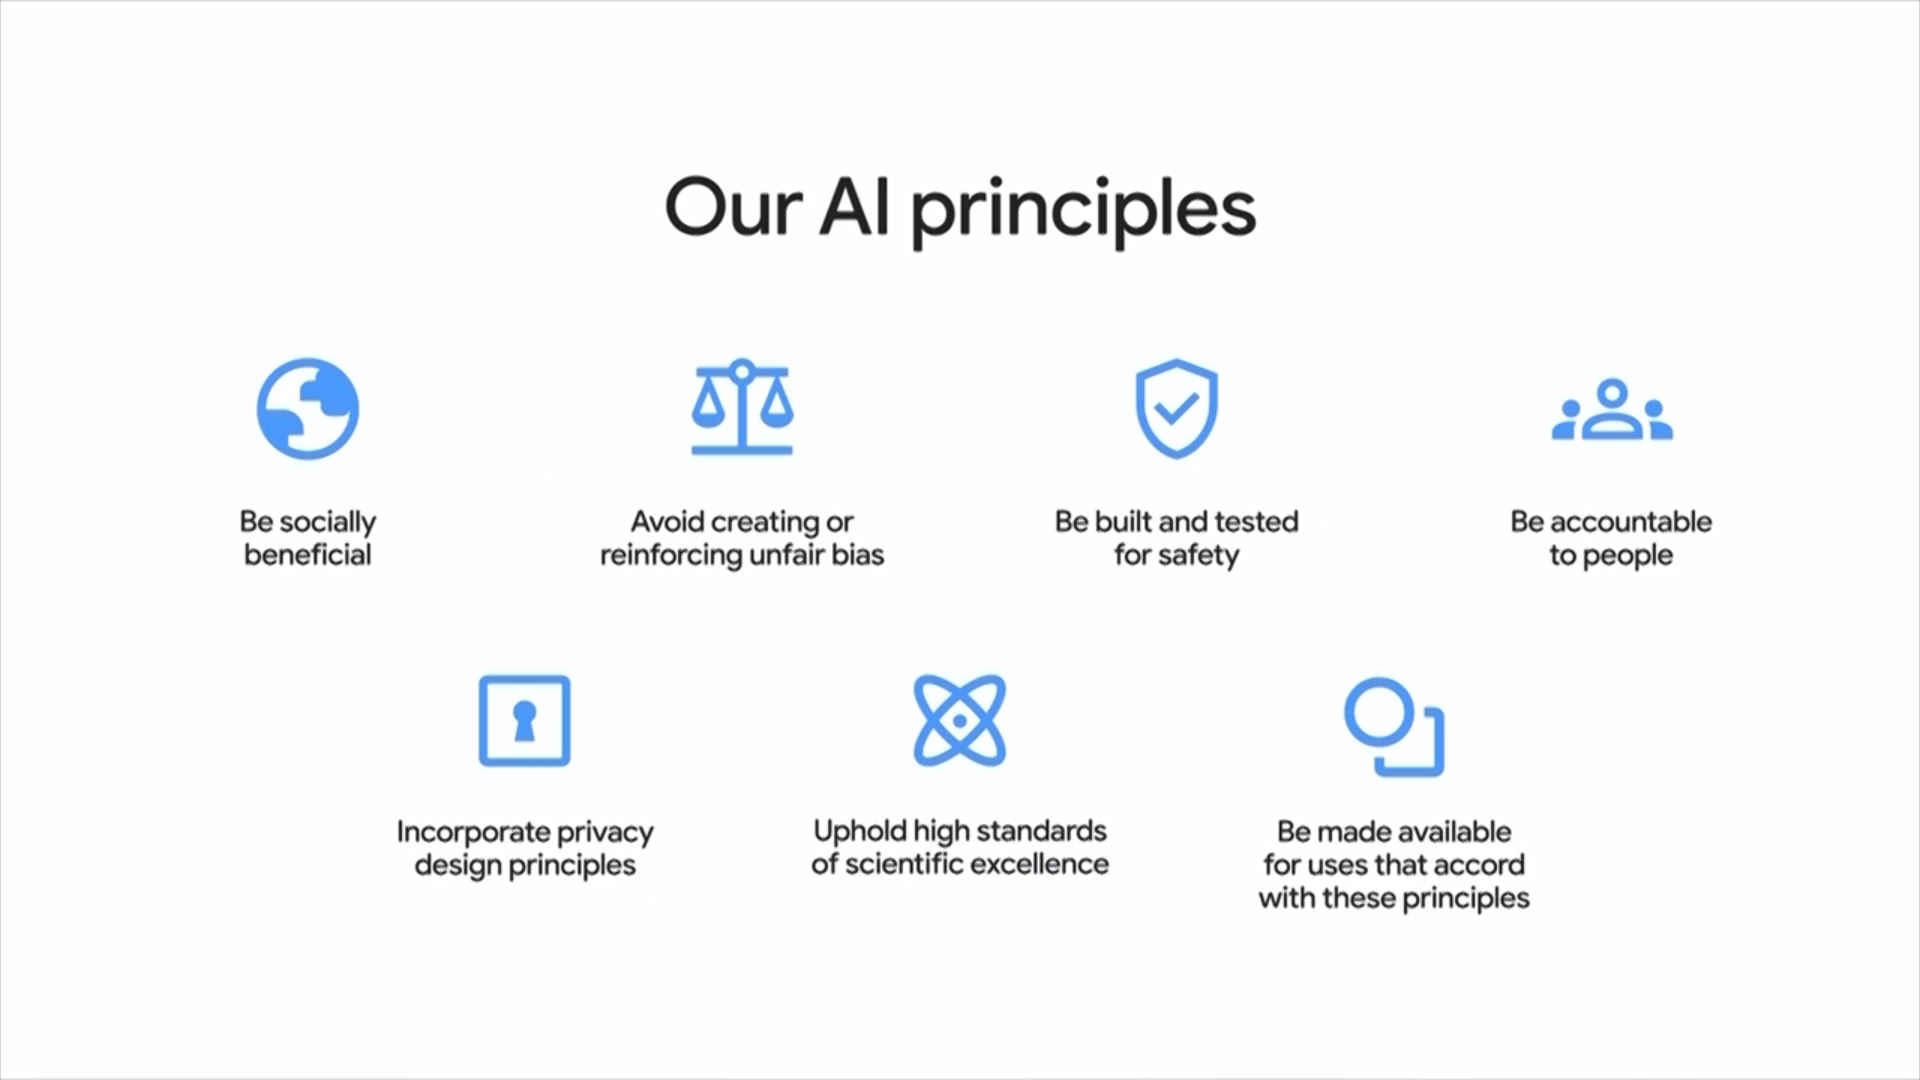 Our AI principles
Be socially
beneficial
Avoid creating or
reinforcing unfair bias
Be built and tested
for safety
Be accountable
to people
Incorporate privacy
design principles
Uphold high standards
of scientific excellence
Be made available
for uses that accord
with these principles